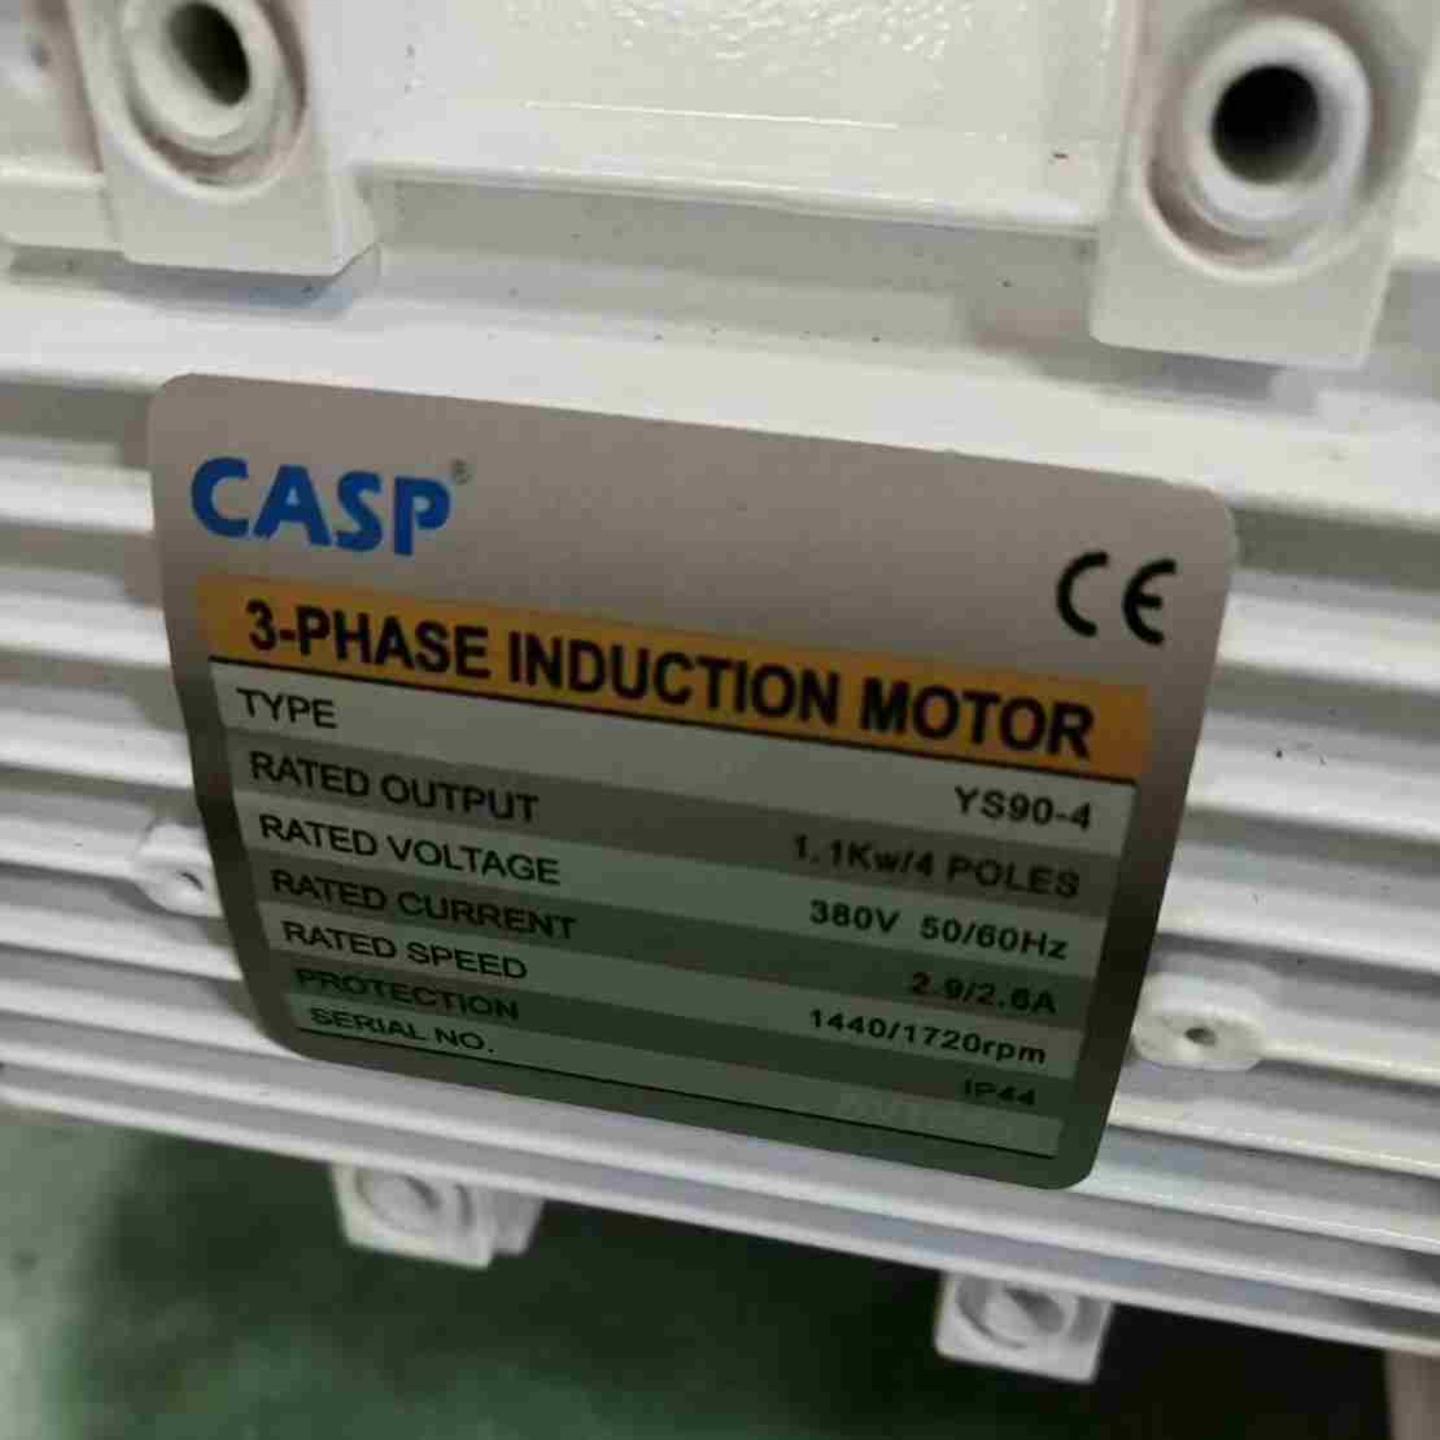 CASP®
CE
3-PHASE INDUCTION MOTOR
TYPE YS90-4
RATED OUTPUT 1.1Kw/4 POLES
RATED VOLTAGE 380V 50/60Hz
RATED CURRENT 2.9/2.8A
RATED SPEED 1440/1720rpm
PROTECTION IP44
SERIAL NO.